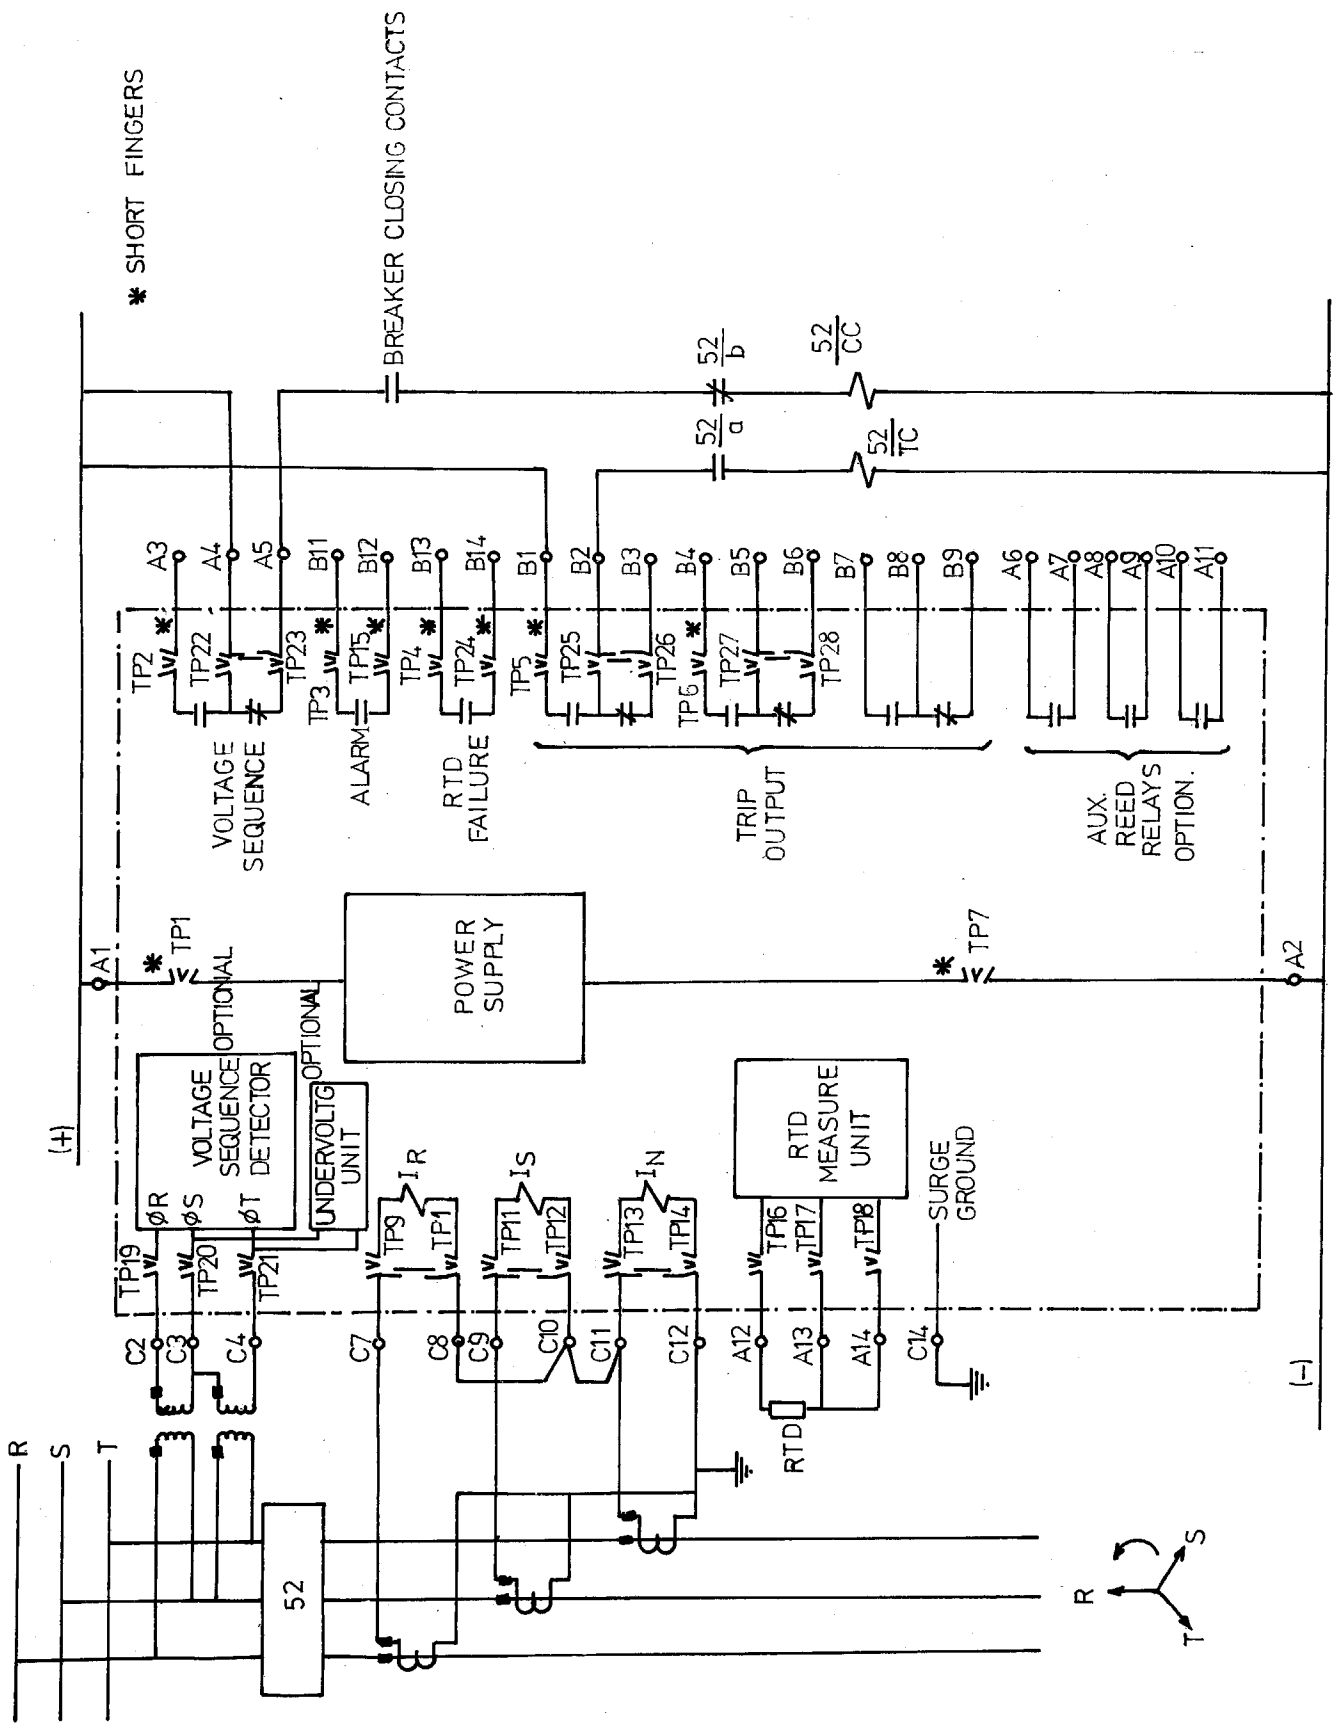 R
S
T
52
(+)
(-)
* SHORT FINGERS
BREAKER CLOSING CONTACTS
52
b
52
CC
52
a
52
TC
A3
A4
A5
B11
B12
B13
B14
B1
B2
B3
B4
B5
B6
B7
B8
B9
A6
A7
A8
A9
A10
A11
*
*
*
*
*
*
*
TP2
TP22
TP23
TP3
TP15
TP4
TP24
TP5
TP25
TP26
TP6
TP27
TP28
VOLTAGE
SEQUENCE
ALARM
RTD
FAILURE
TRIP
OUTPUT
AUX.
REED
RELAYS
OPTION.
A1
* TP1
OPTIONAL
OPTIONAL
POWER
SUPPLY
* TP7
A2
VOLTAGE
SEQUENCE
DETECTOR
ØR
ØS
ØT
UNDERVOLTG
UNIT
TP19
TP20
TP21
TP9
TP1
TP11
TP12
TP13
TP14
IR
IS
IN
TP16
TP17
TP18
RTD
MEASURE
UNIT
SURGE
GROUND
C2
C3
C4
C7
C8
C9
C10
C11
C12
A12
A13
A14
C14
RTD
R
S
T